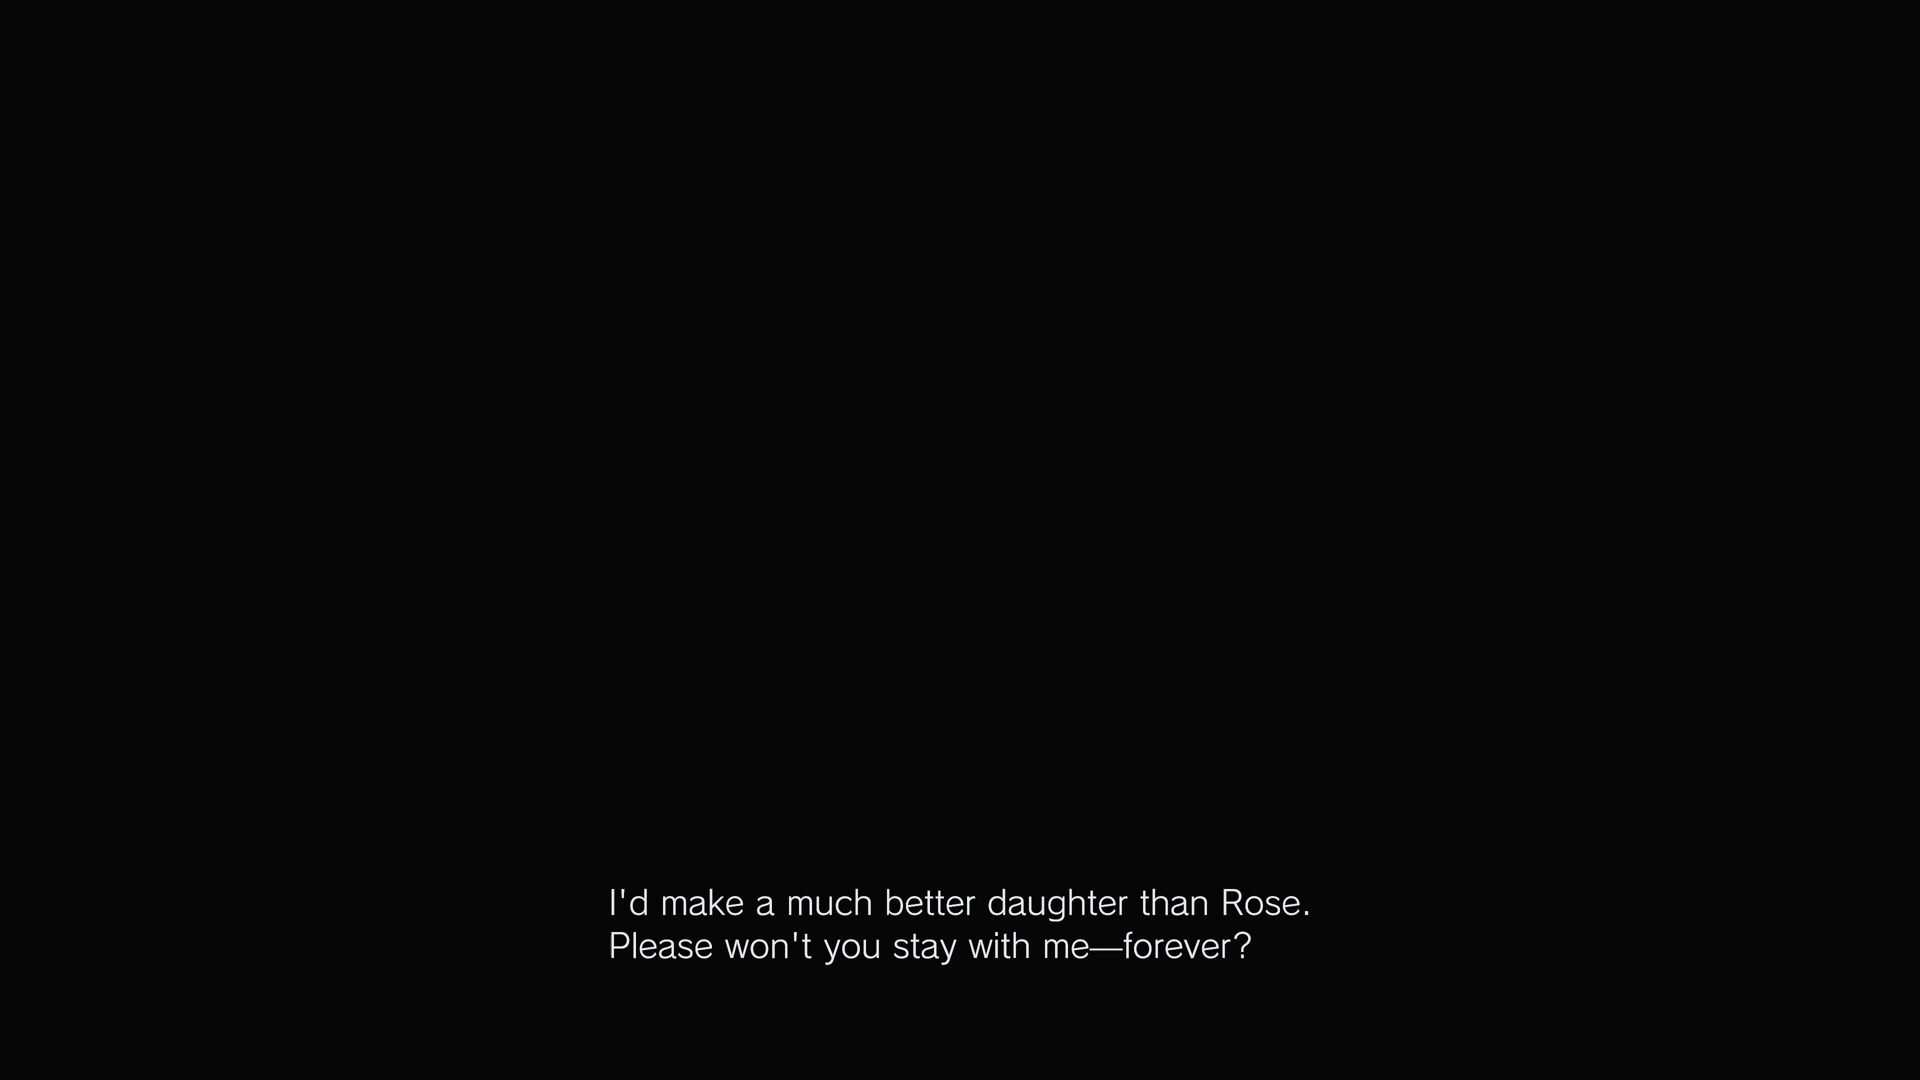 I'd make a much better daughter than Rose.
Please won't you stay with me—forever?